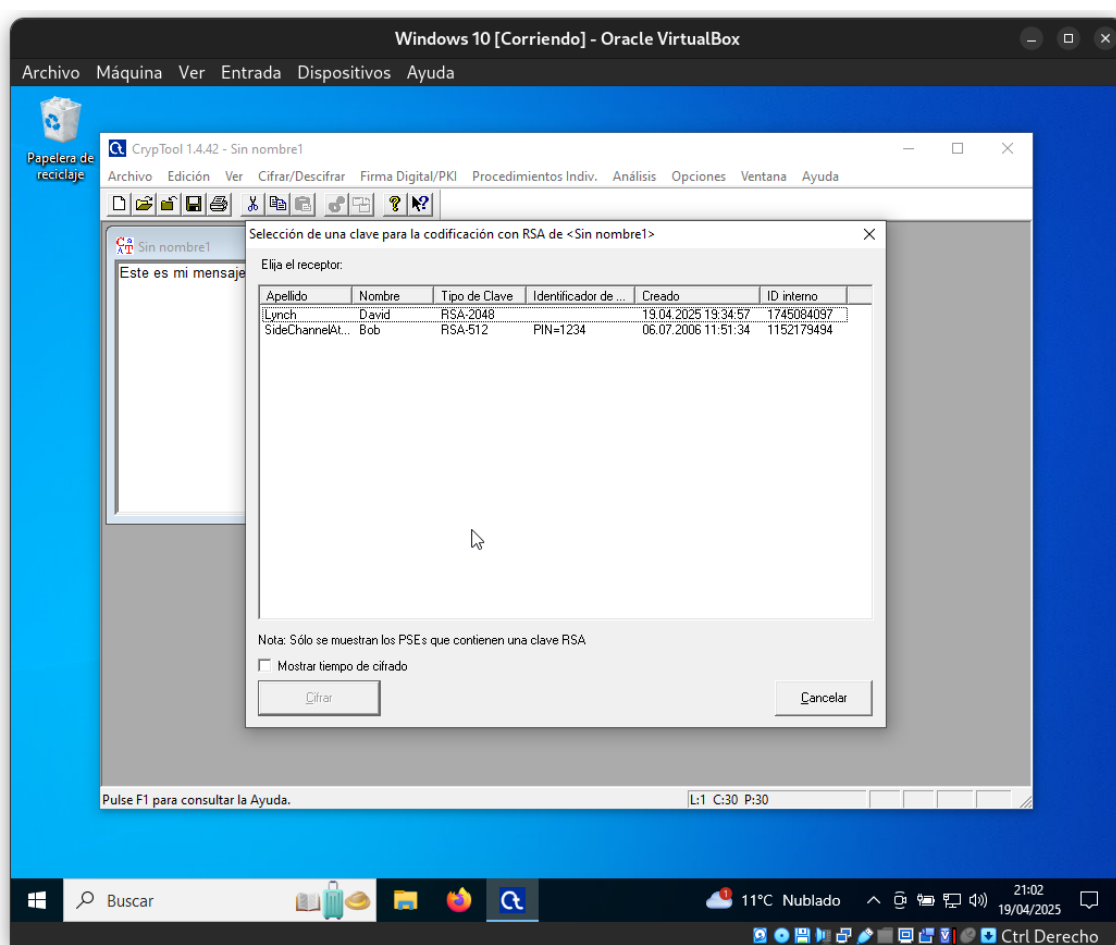 Windows 10 [Corriendo] - Oracle VirtualBox
Archivo Máquina Ver Entrada Dispositivos Ayuda
Papelera de reciclaje
CrypTool 1.4.42 - Sin nombre1
Archivo Edición Ver Cifrar/Descifrar Firma Digital/PKI Procedimientos Indiv. Análisis Opciones Ventana Ayuda
Sin nombre1
Este es mi mensaje
Selección de una clave para la codificación con RSA de <Sin nombre1>
Elija el receptor:
Apellido Nombre Tipo de Clave Identificador de ... Creado ID interno
Lynch David RSA-2048 19.04.2025 19:34:57 1745084097
SideChannelAt... Bob RSA-512 PIN=1234 06.07.2006 11:51:34 1152179494
Nota: Sólo se muestran los PSEs que contienen una clave RSA
Mostrar tiempo de cifrado
Cifrar Cancelar
Pulse F1 para consultar la Ayuda. L:1 C:30 P:30
Buscar 11°C Nublado 21:02
19/04/2025
Ctrl Derecho